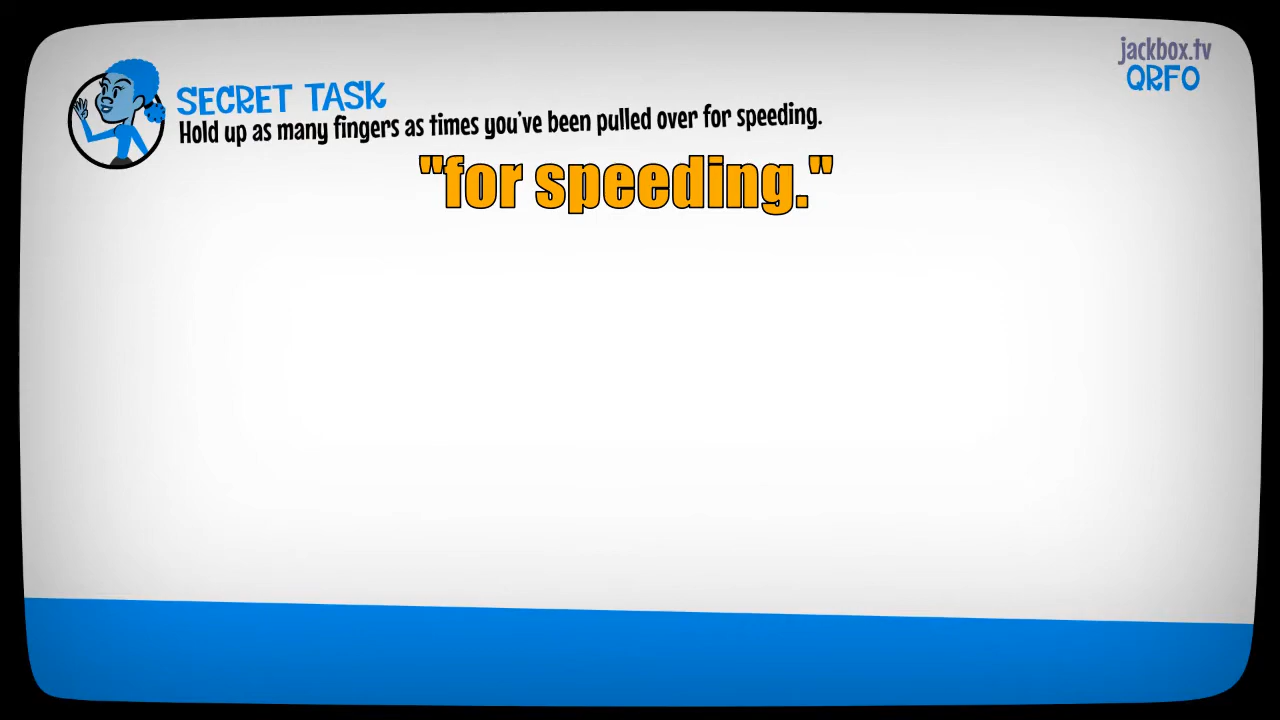 jackbox.tv
QRFO
SECRET TASK
Hold up as many fingers as times you've been pulled over for speeding.
"for speeding."